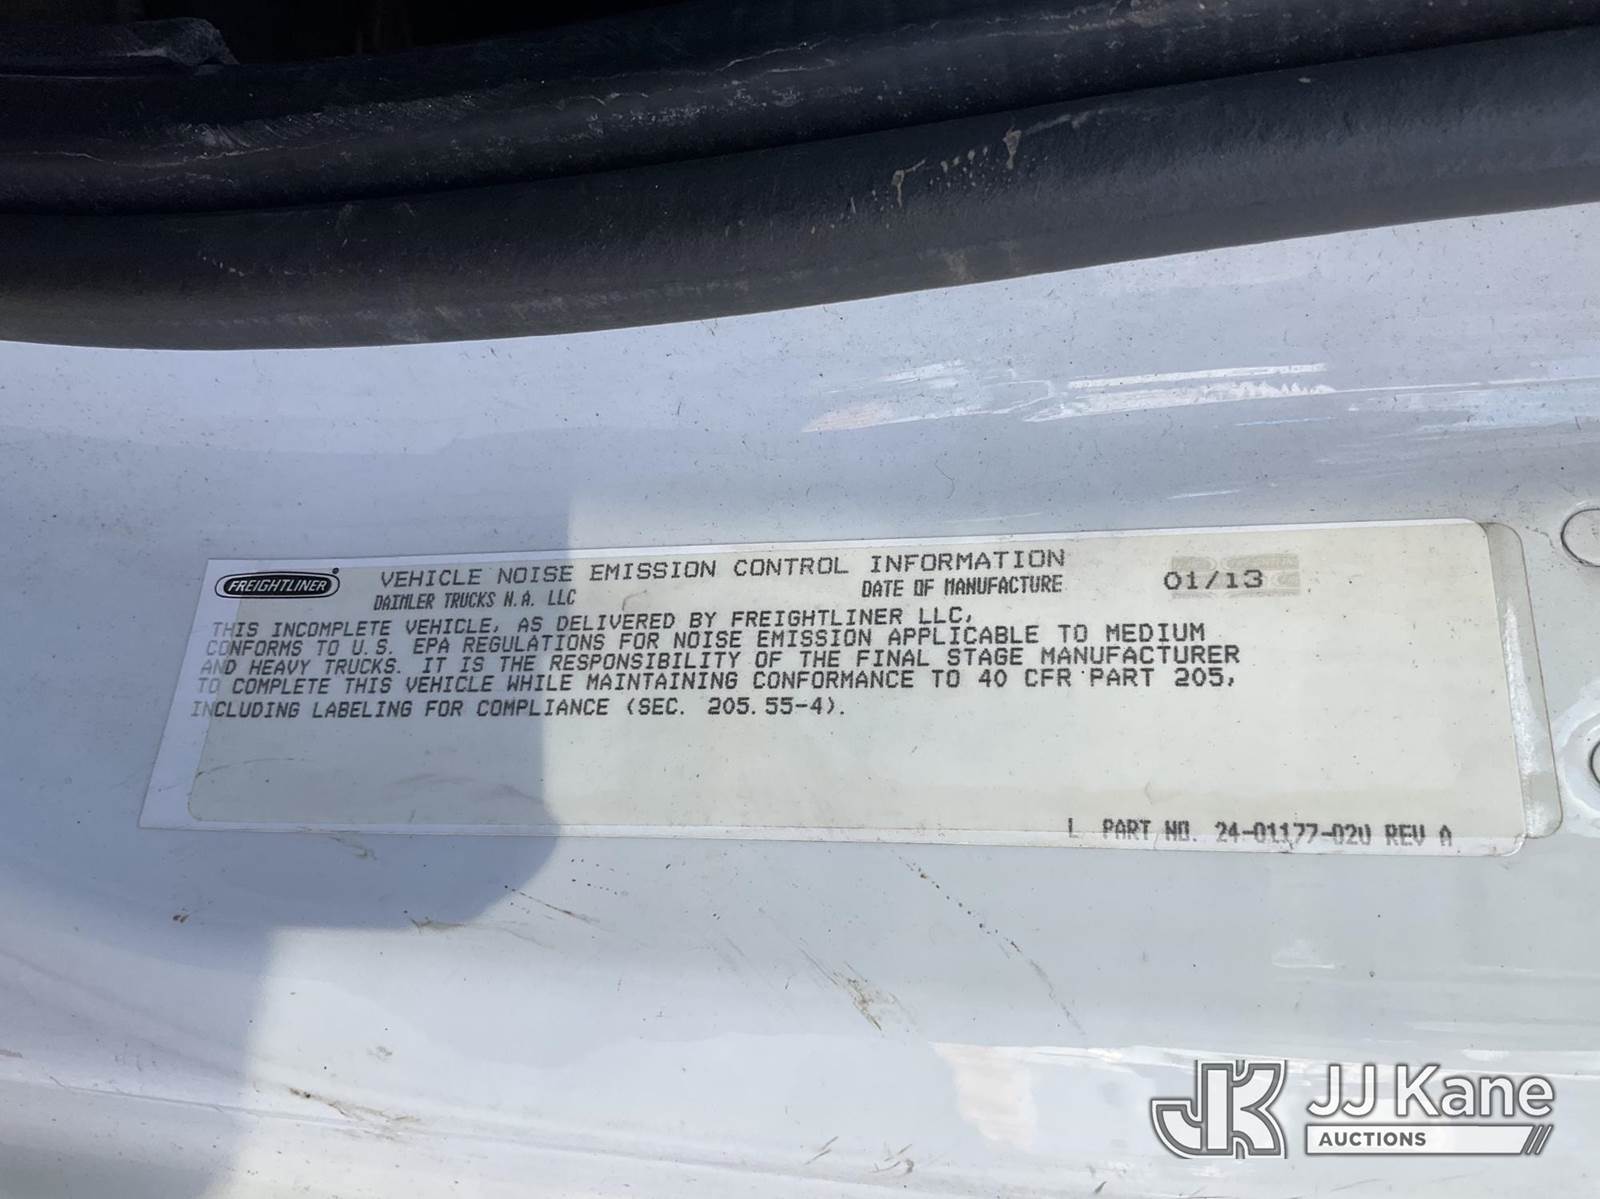 FREIGHTLINER
VEHICLE NOISE EMISSION CONTROL INFORMATION
DAIMLER TRUCKS N.A. LLC DATE OF MANUFACTURE 01/13
THIS INCOMPLETE VEHICLE, AS DELIVERED BY FREIGHTLINER LLC,
CONFORMS TO U.S. EPA REGULATIONS FOR NOISE EMISSION APPLICABLE TO MEDIUM
AND HEAVY TRUCKS. IT IS THE RESPONSIBILITY OF THE FINAL STAGE MANUFACTURER
TO COMPLETE THIS VEHICLE WHILE MAINTAINING CONFORMANCE TO 40 CFR PART 205,
INCLUDING LABELING FOR COMPLIANCE (SEC. 205.55-4).
L PART NO. 24-01177-020 REV A
JK JJ Kane
AUCTIONS